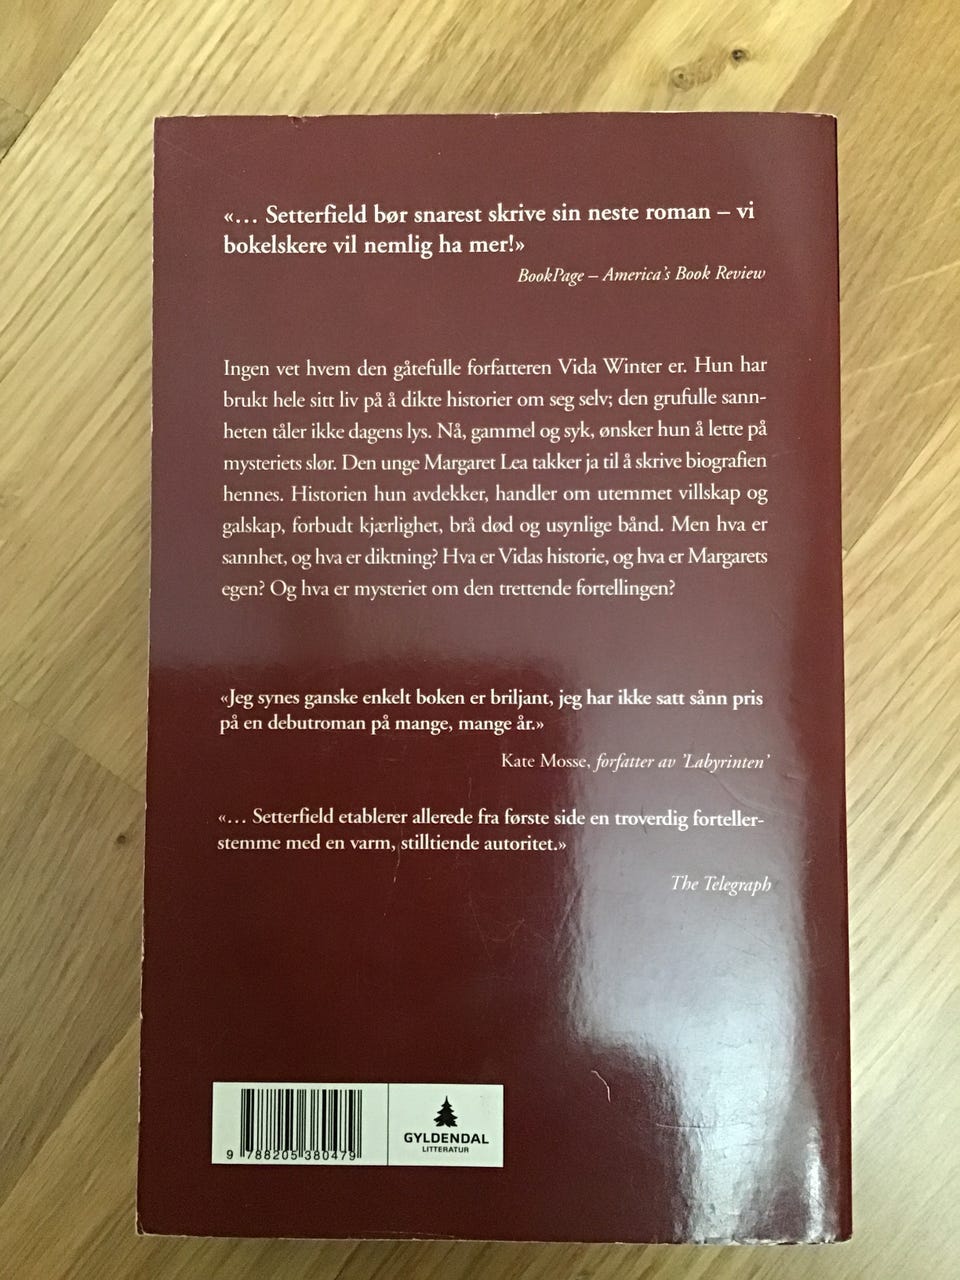 «… Setterfield bør snarest skrive sin neste roman – vi
bokelskere vil nemlig ha mer!»
BookPage – America's Book Review
Ingen vet hvem den gåtefulle forfatteren Vida Winter er. Hun har
brukt hele sitt liv på å dikte historier om seg selv; den grufulle sann-
heten tåler ikke dagens lys. Nå, gammel og syk, ønsker hun å lette på
mysteriets slør. Den unge Margaret Lea takker ja til å skrive biografien
hennes. Historien hun avdekker, handler om utemmet villskap og
galskap, forbudt kjærlighet, brå død og usynlige bånd. Men hva er
sannhet, og hva er diktning? Hva er Vidas historie, og hva er Margarets
egen? Og hva er mysteriet om den trettende fortellingen?
«Jeg synes ganske enkelt boken er briljant, jeg har ikke satt sånn pris
på en debutroman på mange, mange år.»
Kate Mosse, forfatter av 'Labyrinten'
«… Setterfield etablerer allerede fra første side en troverdig forteller-
stemme med en varm, stilltiende autoritet.»
The Telegraph
9 788205 380479
GYLDENDAL
LITTERATUR